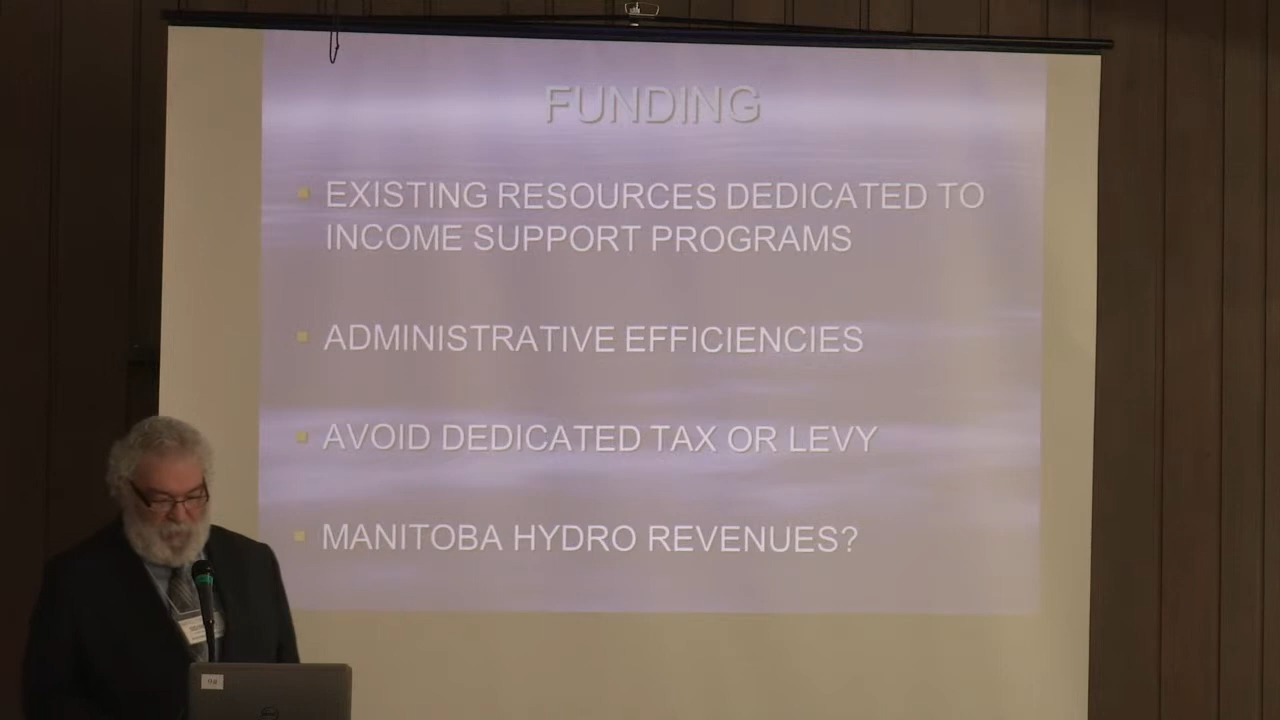 FUNDING
EXISTING RESOURCES DEDICATED TO
INCOME SUPPORT PROGRAMS
ADMINISTRATIVE EFFICIENCIES
AVOID DEDICATED TAX OR LEVY
MANITOBA HYDRO REVENUES?